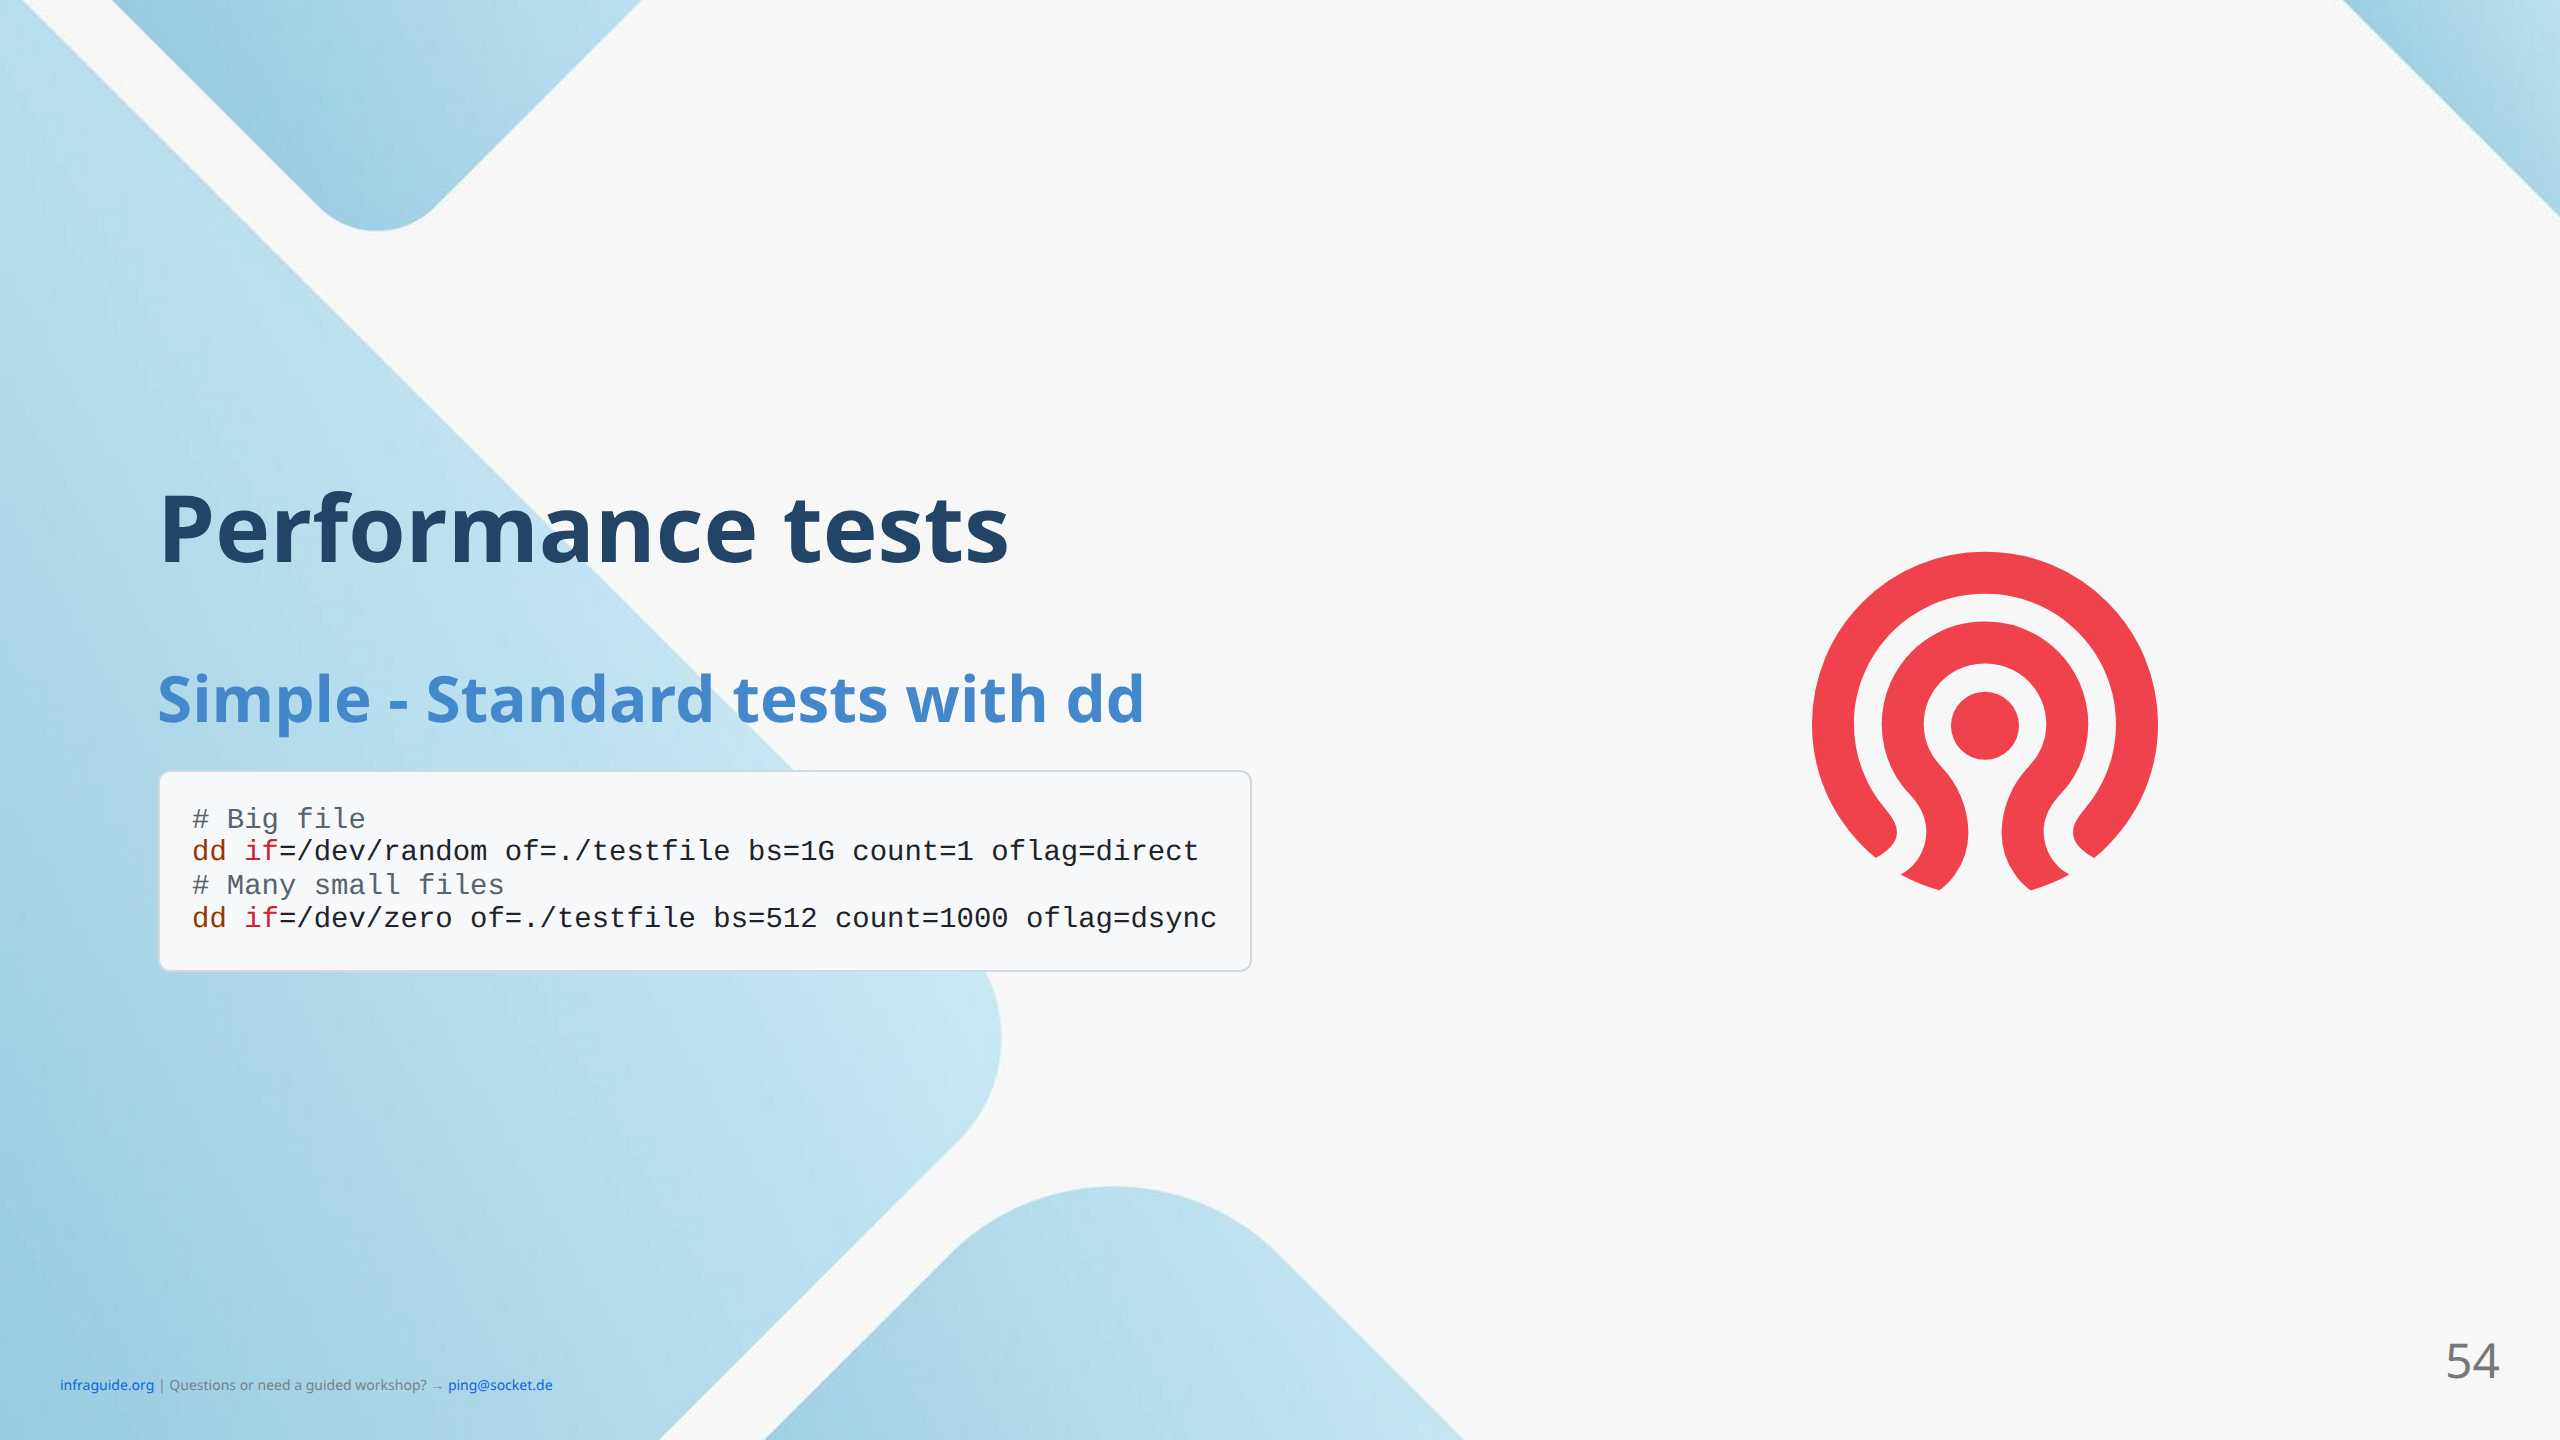 Performance tests
Simple - Standard tests with dd
# Big file
dd if=/dev/random of=./testfile bs=1G count=1 oflag=direct
# Many small files
dd if=/dev/zero of=./testfile bs=512 count=1000 oflag=dsync
infraguide.org | Questions or need a guided workshop? → ping@socket.de
54